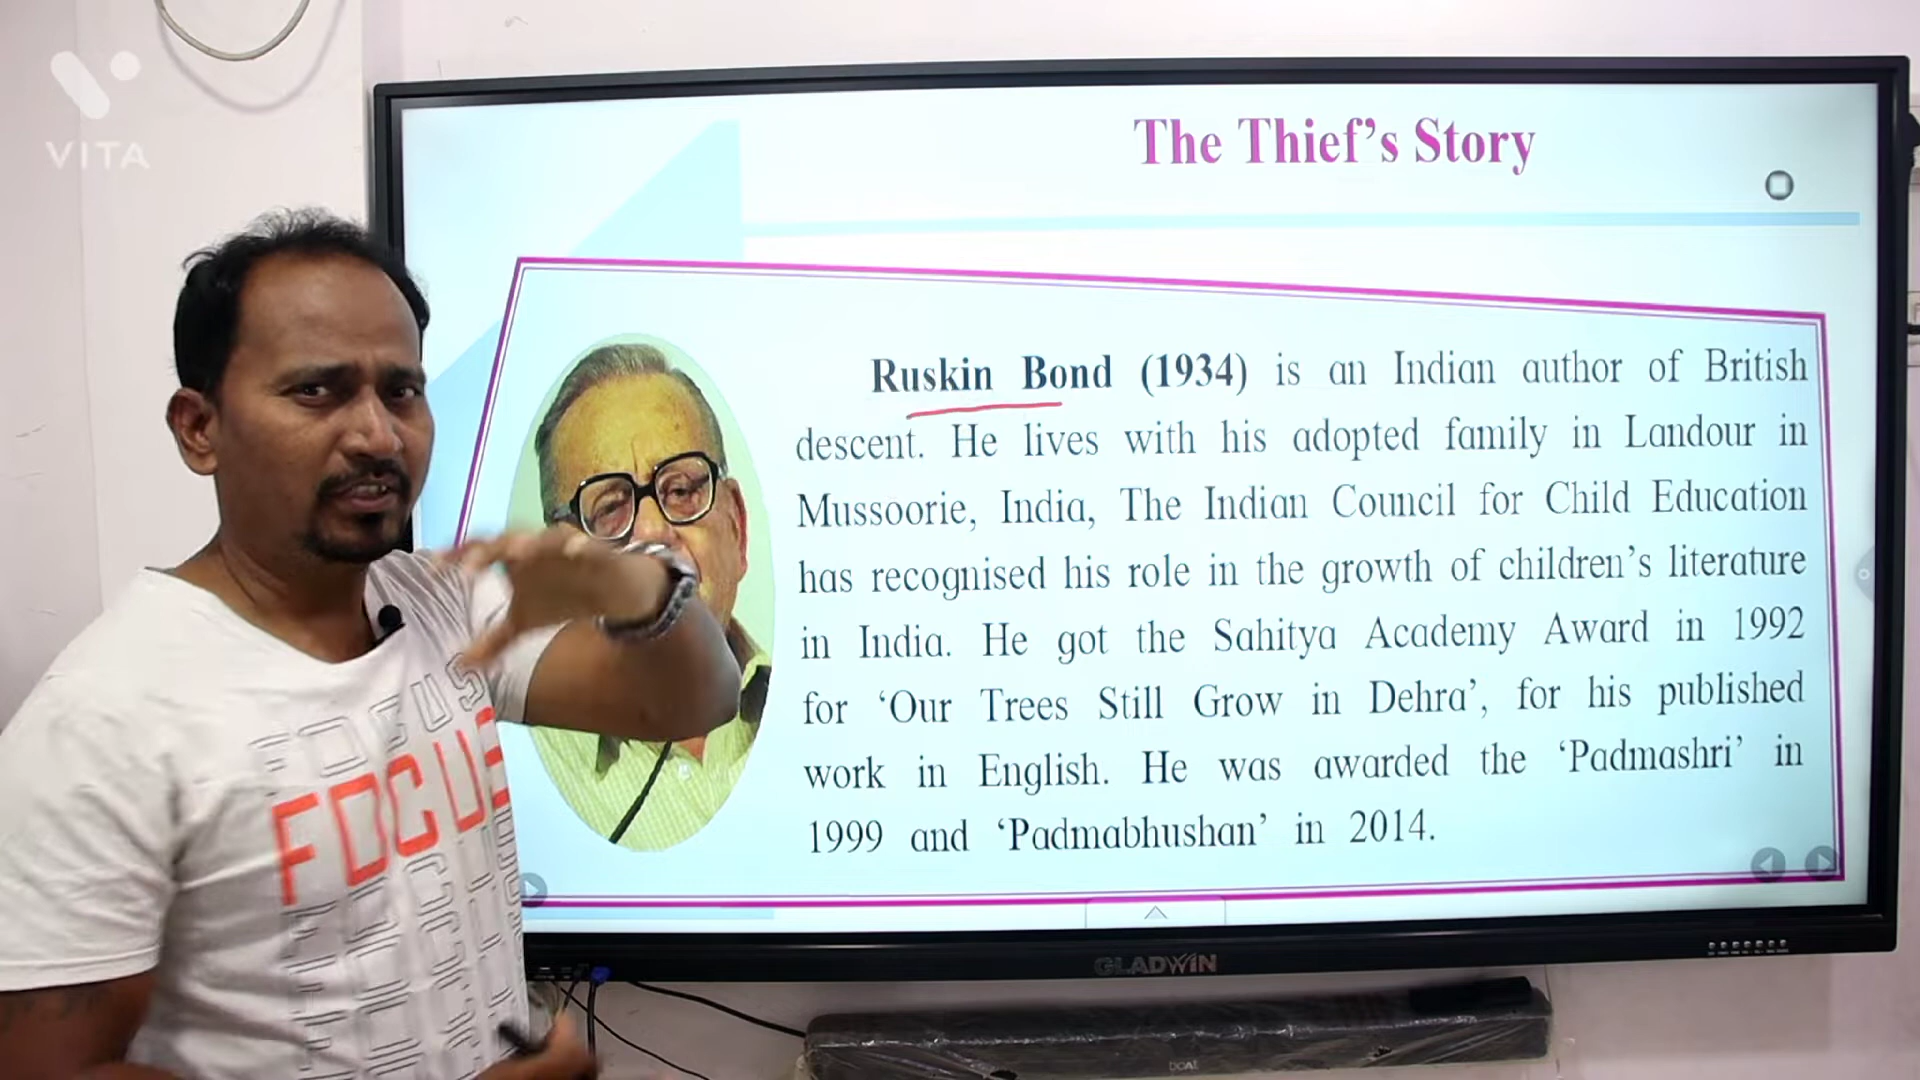 VITA
The Thief's Story
Ruskin Bond (1934) is an Indian author of British
descent. He lives with his adopted family in Landour in
Mussoorie, India, The Indian Council for Child Education
has recognised his role in the growth of children's literature
in India. He got the Sahitya Academy Award in 1992
for 'Our Trees Still Grow in Dehra', for his published
work in English. He was awarded the 'Padmashri' in
1999 and 'Padmabhushan' in 2014.
FOCUS
FOCUS
FOCUS
GLADWIN